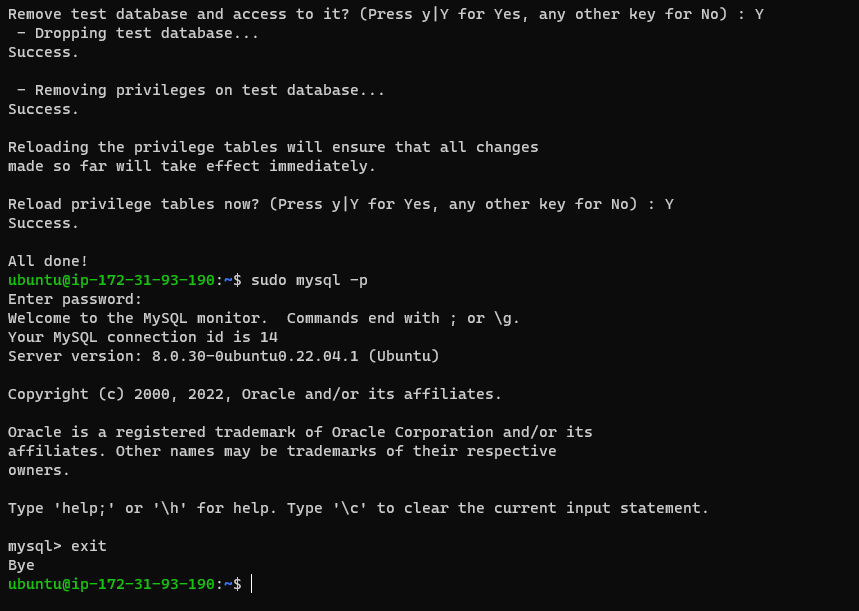 Remove test database and access to it? (Press y|Y for Yes, any other key for No) : Y
 - Dropping test database...
Success.

 - Removing privileges on test database...
Success.

Reloading the privilege tables will ensure that all changes
made so far will take effect immediately.

Reload privilege tables now? (Press y|Y for Yes, any other key for No) : Y
Success.

All done!
ubuntu@ip-172-31-93-190:~$ sudo mysql -p
Enter password:
Welcome to the MySQL monitor.  Commands end with ; or \g.
Your MySQL connection id is 14
Server version: 8.0.30-0ubuntu0.22.04.1 (Ubuntu)

Copyright (c) 2000, 2022, Oracle and/or its affiliates.

Oracle is a registered trademark of Oracle Corporation and/or its
affiliates. Other names may be trademarks of their respective
owners.

Type 'help;' or '\h' for help. Type '\c' to clear the current input statement.

mysql> exit
Bye
ubuntu@ip-172-31-93-190:~$